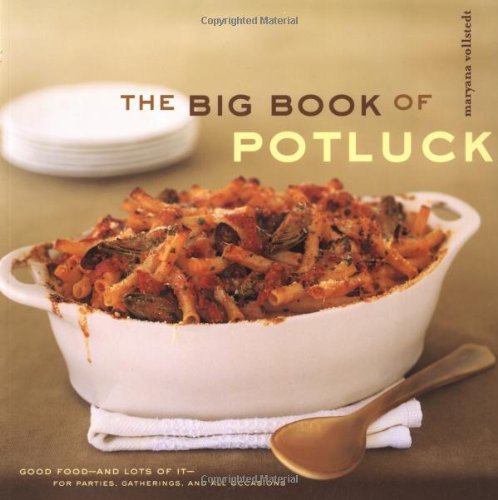 Copyrighted Material
maryana vollstedt
THE BIG BOOK OF
POTLUCK
GOOD FOOD—AND LOTS OF IT—
FOR PARTIES, GATHERINGS, AND ALL OCCASIONS
Copyrighted Material